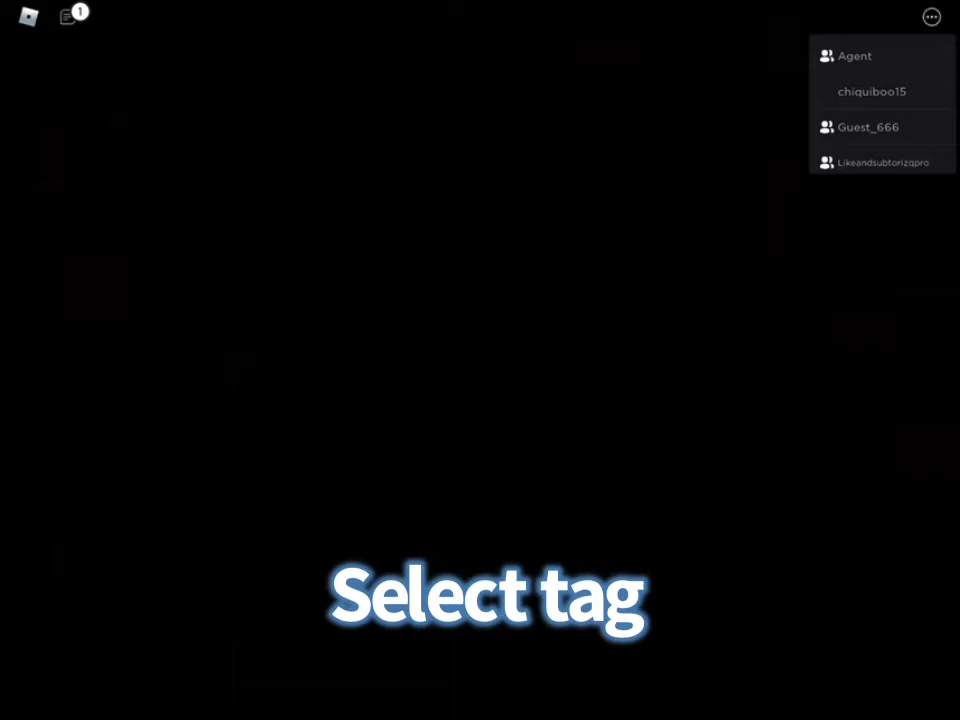 1
Agent
chiquiboo15
Guest_666
Likeandsubtorizqpro
Select tag